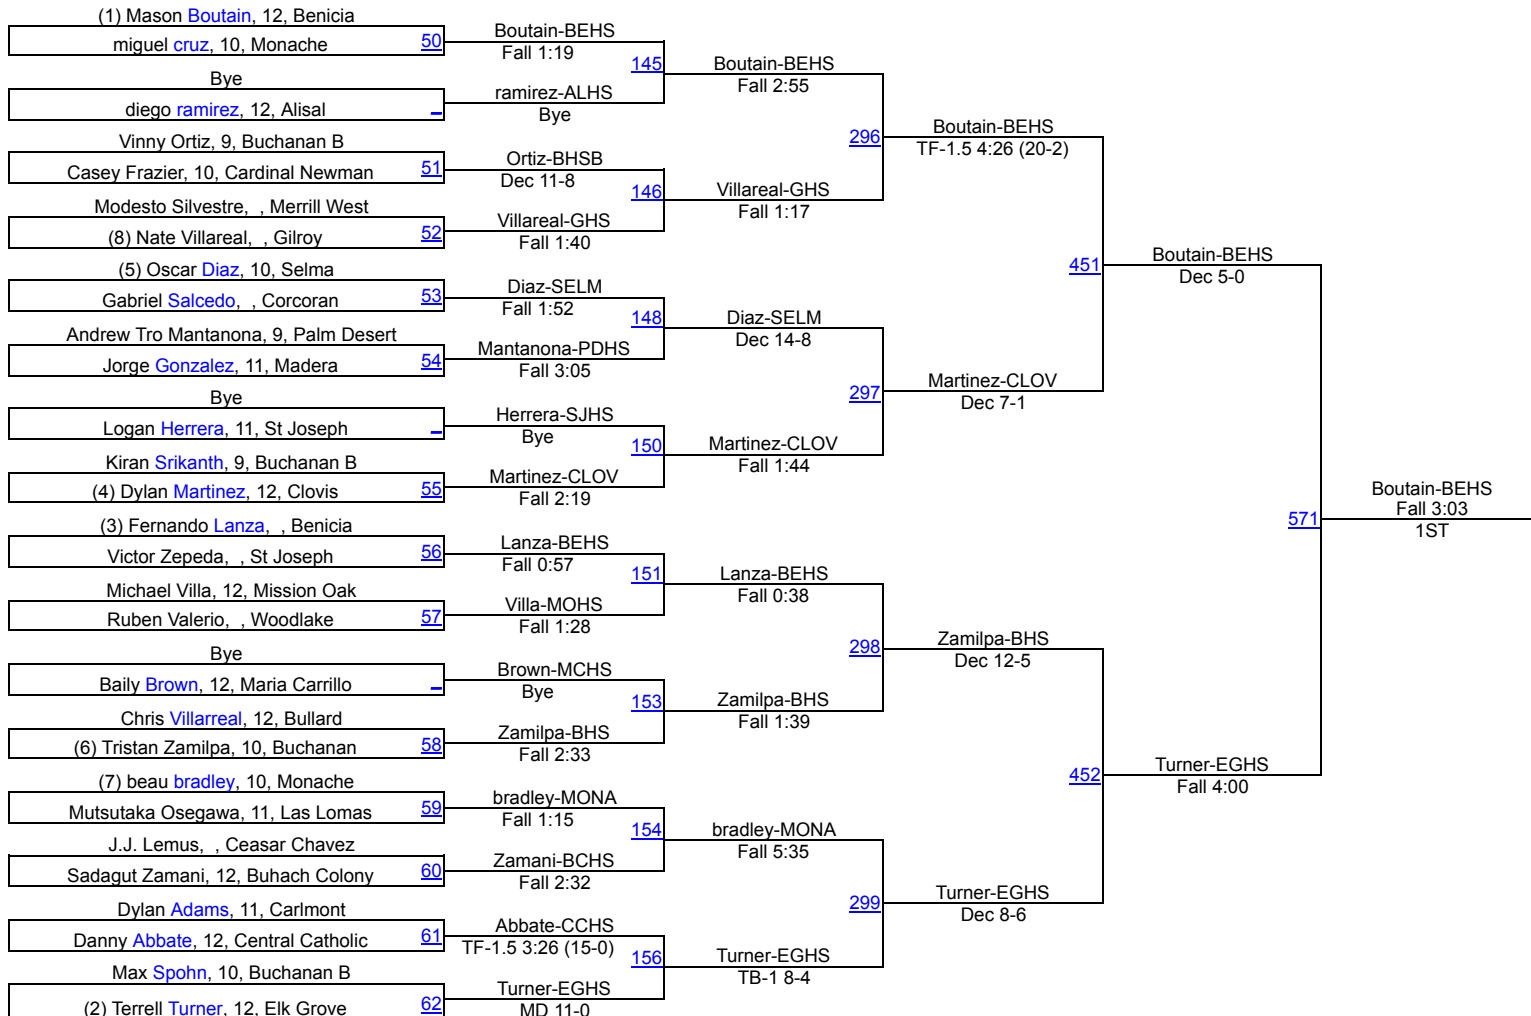 (1) Mason Boutain, 12, Benicia
miguel cruz, 10, Monache
50
Bye
diego ramirez, 12, Alisal
Vinny Ortiz, 9, Buchanan B
Casey Frazier, 10, Cardinal Newman
51
Modesto Silvestre, , Merrill West
(8) Nate Villareal, , Gilroy
52
(5) Oscar Diaz, 10, Selma
Gabriel Salcedo, , Corcoran
53
Andrew Tro Mantanona, 9, Palm Desert
Jorge Gonzalez, 11, Madera
54
Bye
Logan Herrera, 11, St Joseph
Kiran Srikanth, 9, Buchanan B
(4) Dylan Martinez, 12, Clovis
55
(3) Fernando Lanza, , Benicia
Victor Zepeda, , St Joseph
56
Michael Villa, 12, Mission Oak
Ruben Valerio, , Woodlake
57
Bye
Baily Brown, 12, Maria Carrillo
Chris Villarreal, 12, Bullard
(6) Tristan Zamilpa, 10, Buchanan
58
(7) beau bradley, 10, Monache
Mutsutaka Osegawa, 11, Las Lomas
59
J.J. Lemus, , Ceasar Chavez
Sadagut Zamani, 12, Buhach Colony
60
Dylan Adams, 11, Carlmont
Danny Abbate, 12, Central Catholic
61
Max Spohn, 10, Buchanan B
(2) Terrell Turner, 12, Elk Grove
62
Boutain-BEHS
Fall 1:19
145
ramirez-ALHS
Bye
Ortiz-BHSB
Dec 11-8
146
Villareal-GHS
Fall 1:40
Diaz-SELM
Fall 1:52
148
Mantanona-PDHS
Fall 3:05
Herrera-SJHS
Bye
150
Martinez-CLOV
Fall 2:19
Lanza-BEHS
Fall 0:57
151
Villa-MOHS
Fall 1:28
Brown-MCHS
Bye
153
Zamilpa-BHS
Fall 2:33
bradley-MONA
Fall 1:15
154
Zamani-BCHS
Fall 2:32
Abbate-CCHS
TF-1.5 3:26 (15-0)
156
Turner-EGHS
MD 11-0
Boutain-BEHS
Fall 2:55
296
Villareal-GHS
Fall 1:17
Diaz-SELM
Dec 14-8
297
Martinez-CLOV
Fall 1:44
Lanza-BEHS
Fall 0:38
298
Zamilpa-BHS
Fall 1:39
bradley-MONA
Fall 5:35
299
Turner-EGHS
TB-1 8-4
Boutain-BEHS
TF-1.5 4:26 (20-2)
451
Martinez-CLOV
Dec 7-1
Zamilpa-BHS
Dec 12-5
452
Turner-EGHS
Dec 8-6
Boutain-BEHS
Dec 5-0
571
Turner-EGHS
Fall 4:00
Boutain-BEHS
Fall 3:03
1ST